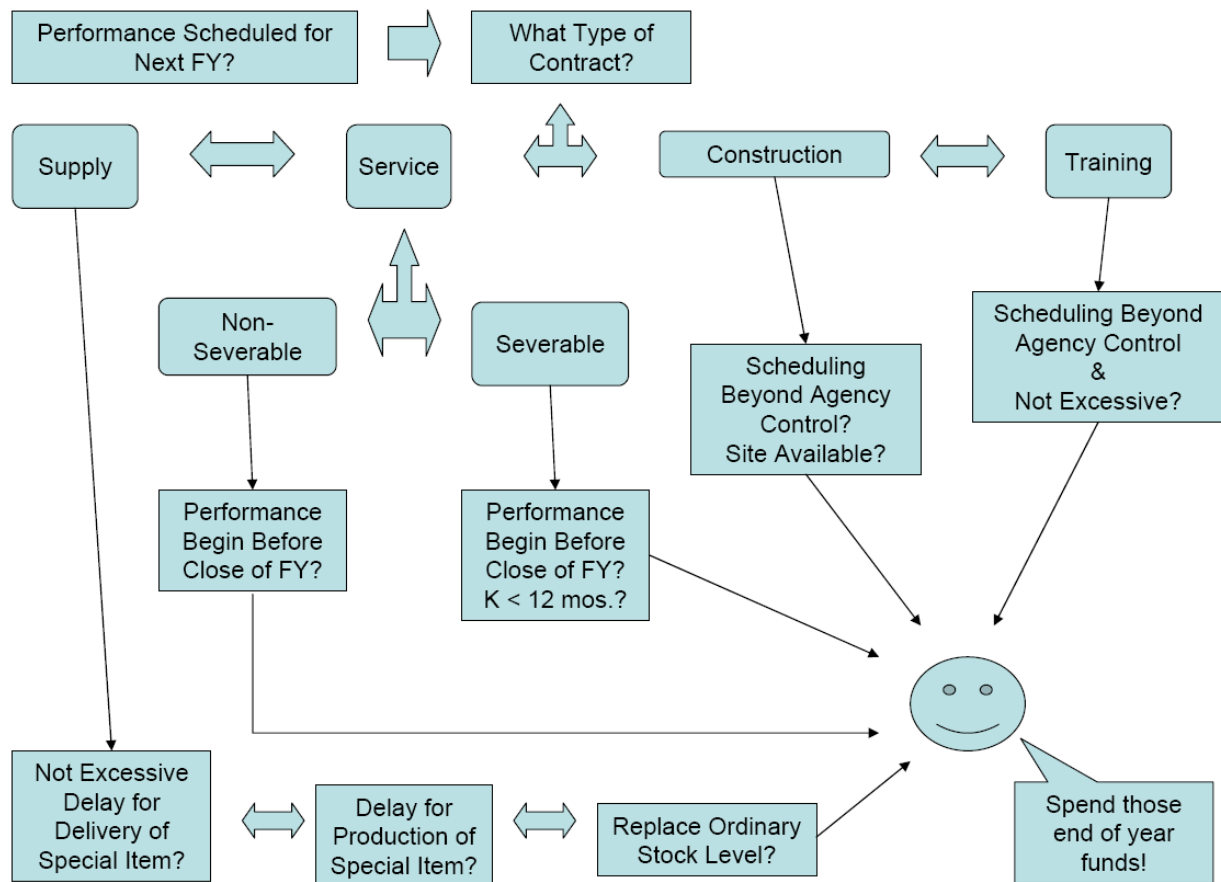 Performance Scheduled for
Next FY?
What Type of
Contract?
Supply
Service
Construction
Training
Non-
Severable
Severable
Scheduling
Beyond Agency
Control?
Site Available?
Scheduling Beyond
Agency Control
&
Not Excessive?
Performance
Begin Before
Close of FY?
Performance
Begin Before
Close of FY?
K < 12 mos.?
Not Excessive
Delay for
Delivery of
Special Item?
Delay for
Production of
Special Item?
Replace Ordinary
Stock Level?
Spend those
end of year
funds!